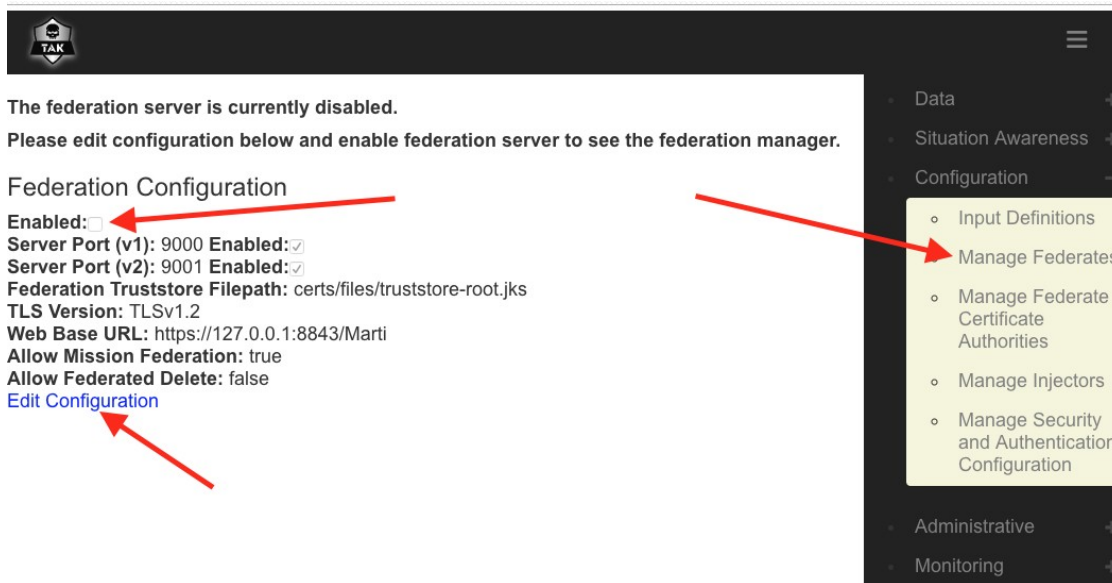 TAK
The federation server is currently disabled.
Please edit configuration below and enable federation server to see the federation manager.
Federation Configuration
Enabled:
Server Port (v1): 9000 Enabled:
Server Port (v2): 9001 Enabled:
Federation Truststore Filepath: certs/files/truststore-root.jks
TLS Version: TLSv1.2
Web Base URL: https://127.0.0.1:8843/Marti
Allow Mission Federation: true
Allow Federated Delete: false
Edit Configuration
Data
Situation Awareness
Configuration
Input Definitions
Manage Federates
Manage Federate
Certificate
Authorities
Manage Injectors
Manage Security
and Authentication
Configuration
Administrative
Monitoring